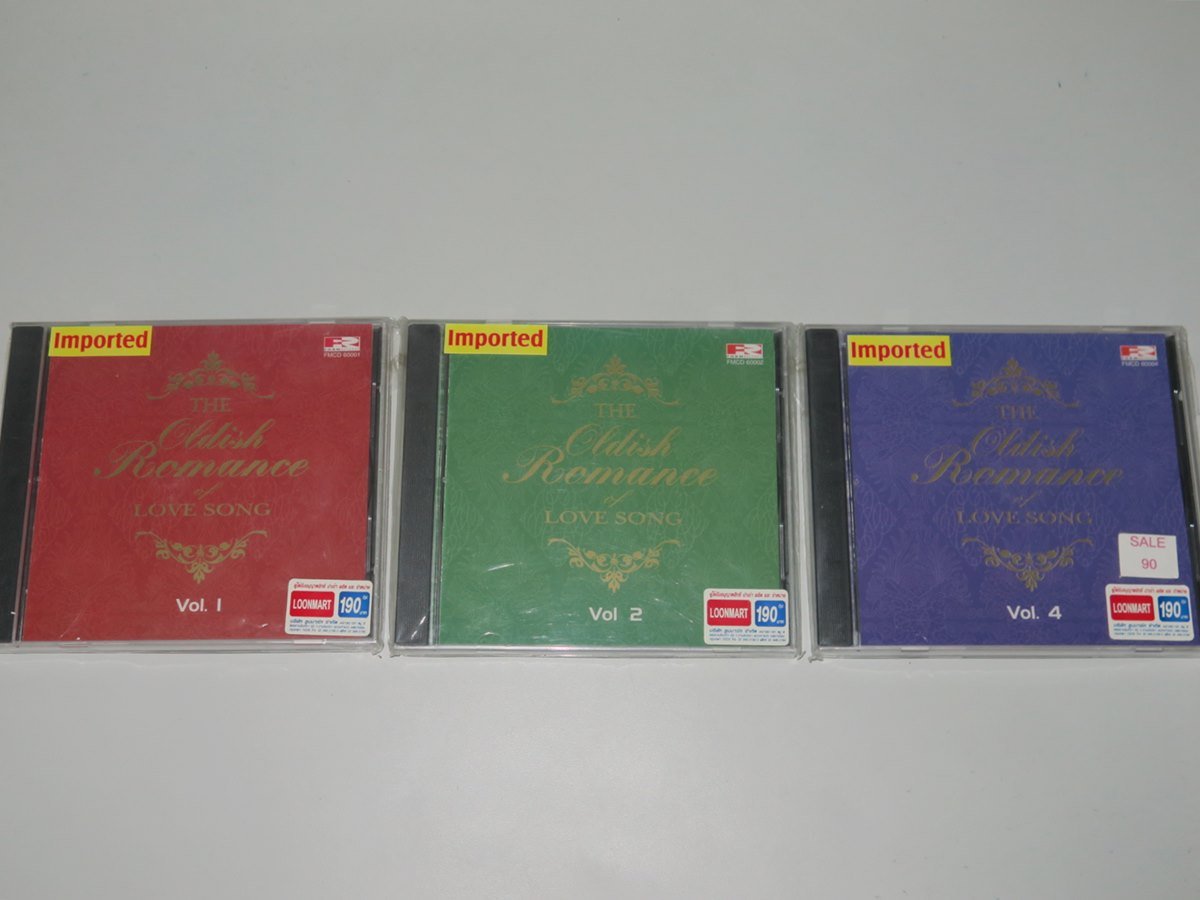 Imported
FMCD 60001
THE
Oldish
Romance
of
LOVE SONG
Vol. 1
LOONMART
190
Imported
FMCD 60002
THE
Oldish
Romance
of
LOVE SONG
Vol 2
LOONMART
190
Imported
THE
Oldish
Romance
of
LOVE SONG
SALE
90
Vol. 4
LOONMART
190